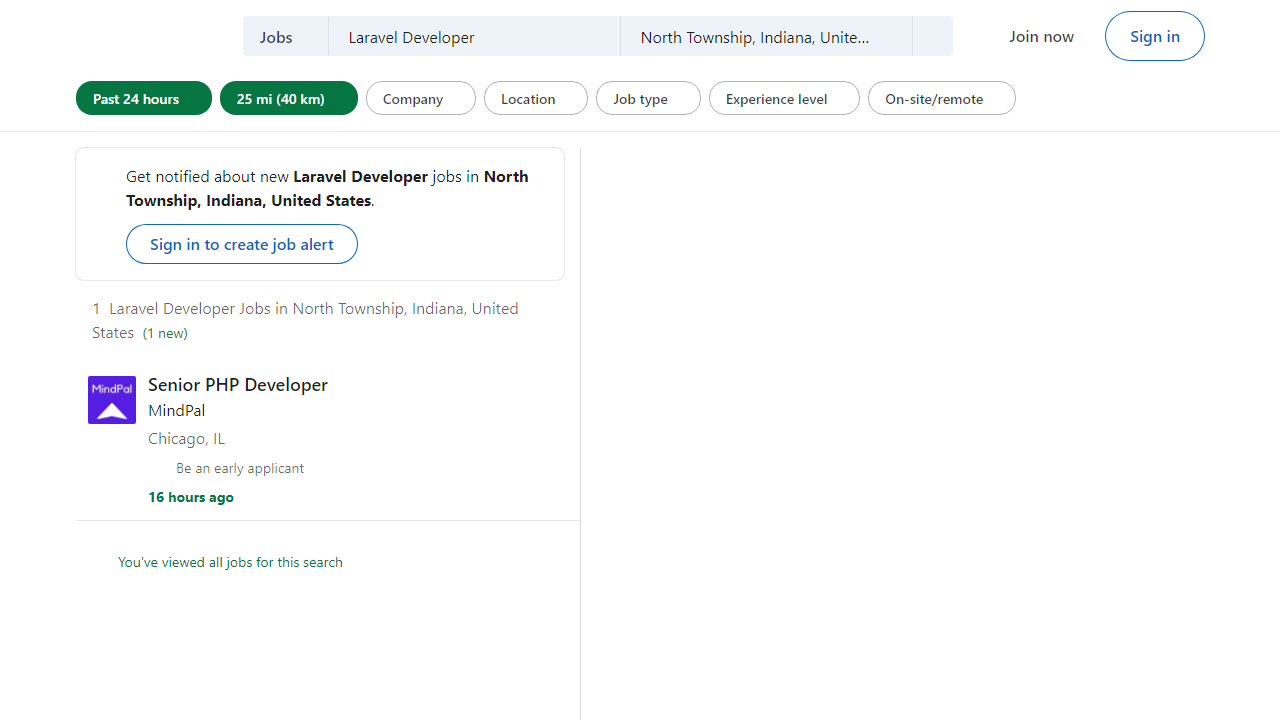 Jobs
Laravel Developer
North Township, Indiana, Unite...
Join now
Sign in
Past 24 hours
25 mi (40 km)
Company
Location
Job type
Experience level
On-site/remote
Get notified about new Laravel Developer jobs in North
Township, Indiana, United States.
Sign in to create job alert
1 Laravel Developer Jobs in North Township, Indiana, United
States (1 new)
MindPal
Senior PHP Developer
MindPal
Chicago, IL
Be an early applicant
16 hours ago
You've viewed all jobs for this search